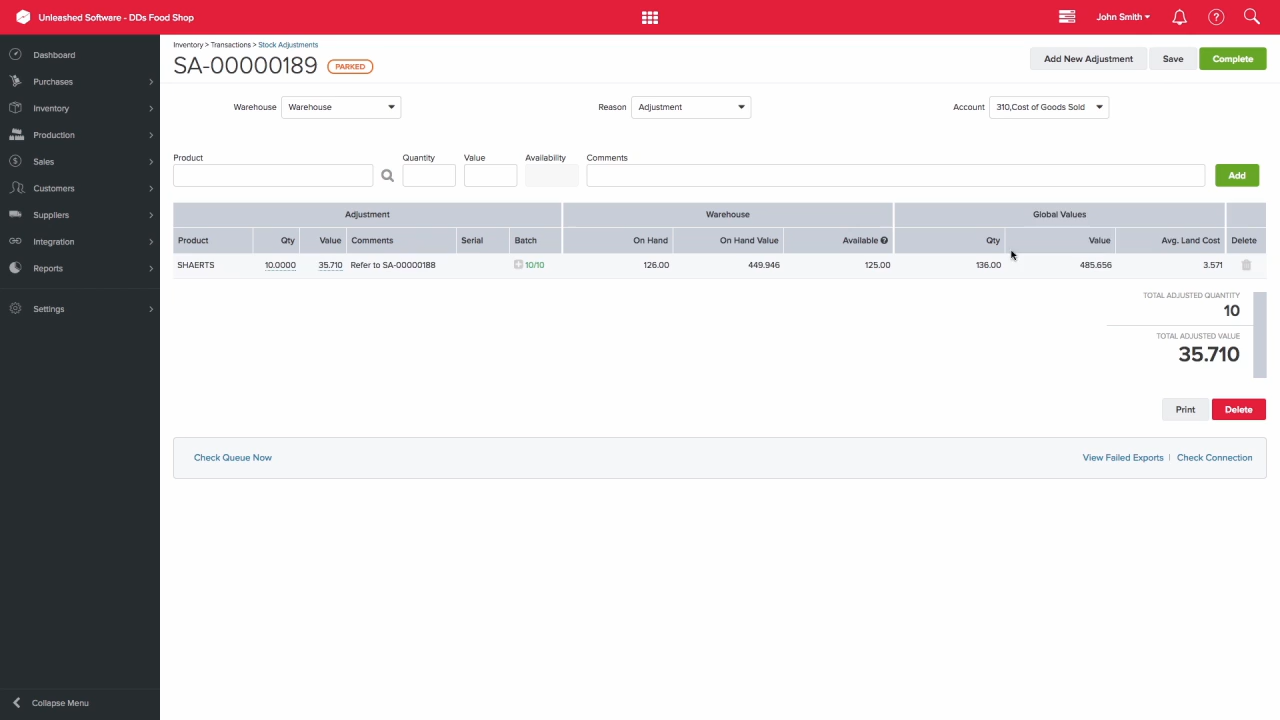 Unleashed Software - DDs Food Shop
John Smith
Dashboard
Purchases
Inventory
Production
Sales
Customers
Suppliers
Integration
Reports
Settings
Collapse Menu
Inventory > Transactions > Stock Adjustments
SA-00000189 PARKED
Add New Adjustment Save Complete
Warehouse Warehouse Reason Adjustment Account 310,Cost of Goods Sold
Product Quantity Value Availability Comments
Add
Adjustment Warehouse Global Values
Product Qty Value Comments Serial Batch On Hand On Hand Value Available ? Qty Value Avg. Land Cost Delete
SHAERTS 10.0000 35.710 Refer to SA-00000188 10/10 126.00 449.946 125.00 136.00 485.656 3.571
TOTAL ADJUSTED QUANTITY
10
TOTAL ADJUSTED VALUE
35.710
Print Delete
Check Queue Now View Failed Exports | Check Connection